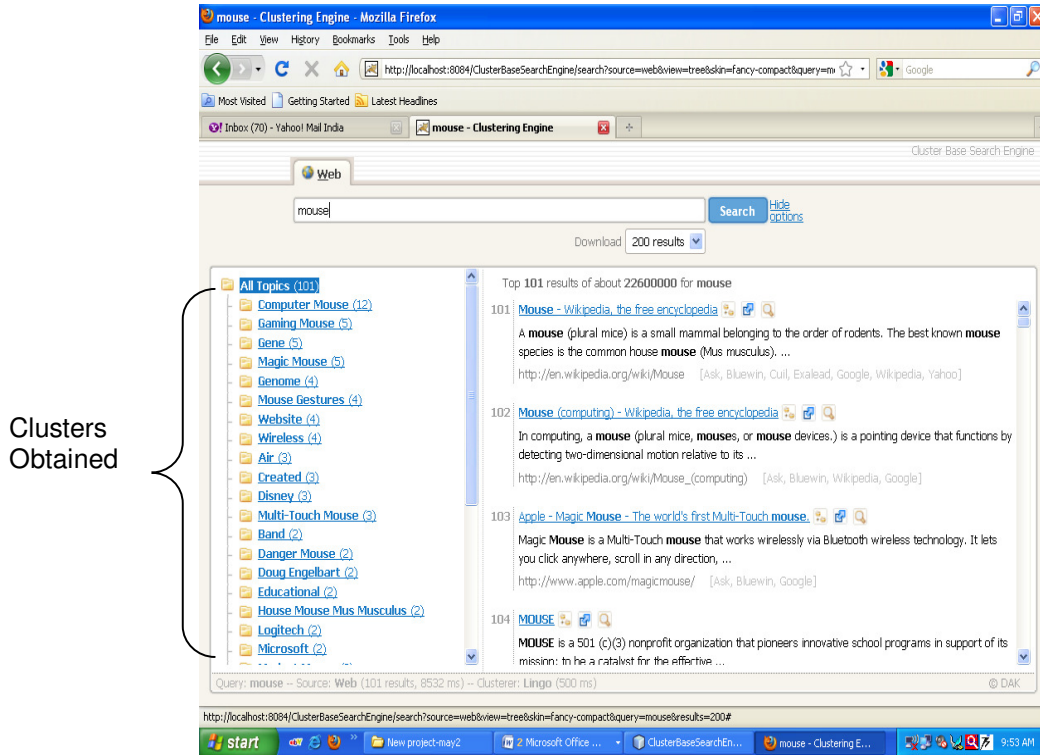 mouse - Clustering Engine - Mozilla Firefox
File Edit View History Bookmarks Tools Help
http://localhost:8084/ClusterBaseSearchEngine/search?source=web&view=tree&skin=fancy-compact&query=m
Google
Most Visited Getting Started Latest Headlines
Inbox (70) - Yahoo! Mail India
mouse - Clustering Engine
Cluster Base Search Engine
Web
mouse
Search
Hide options
Download 200 results
All Topics (101)
Computer Mouse (12)
Gaming Mouse (5)
Gene (5)
Magic Mouse (5)
Genome (4)
Mouse Gestures (4)
Website (4)
Wireless (4)
Air (3)
Created (3)
Disney (3)
Multi-Touch Mouse (3)
Band (2)
Danger Mouse (2)
Doug Engelbart (2)
Educational (2)
House Mouse Mus Musculus (2)
Logitech (2)
Microsoft (2)
Clusters
Obtained
Top 101 results of about 22600000 for mouse
101 Mouse - Wikipedia, the free encyclopedia
A mouse (plural mice) is a small mammal belonging to the order of rodents. The best known mouse
species is the common house mouse (Mus musculus). ...
http://en.wikipedia.org/wiki/Mouse [Ask, Bluewin, Cuil, Exalead, Google, Wikipedia, Yahoo]
102 Mouse (computing) - Wikipedia, the free encyclopedia
In computing, a mouse (plural mice, mouses, or mouse devices.) is a pointing device that functions by
detecting two-dimensional motion relative to its ...
http://en.wikipedia.org/wiki/Mouse_(computing) [Ask, Bluewin, Wikipedia, Google]
103 Apple - Magic Mouse - The world's first Multi-Touch mouse.
Magic Mouse is a Multi-Touch mouse that works wirelessly via Bluetooth wireless technology. It lets
you click anywhere, scroll in any direction, ...
http://www.apple.com/magicmouse/ [Ask, Bluewin, Google]
104 MOUSE
MOUSE is a 501 (c)(3) nonprofit organization that pioneers innovative school programs in support of its
mission: to be a catalyst for the effective ...
Query: mouse -- Source: Web (101 results, 8532 ms) -- Clusterer: Lingo (500 ms)
© DAK
http://localhost:8084/ClusterBaseSearchEngine/search?source=web&view=tree&skin=fancy-compact&query=mouse&results=200#
start
New project-may2
2 Microsoft Office ...
ClusterBaseSearchEn...
mouse - Clustering E...
9:53 AM